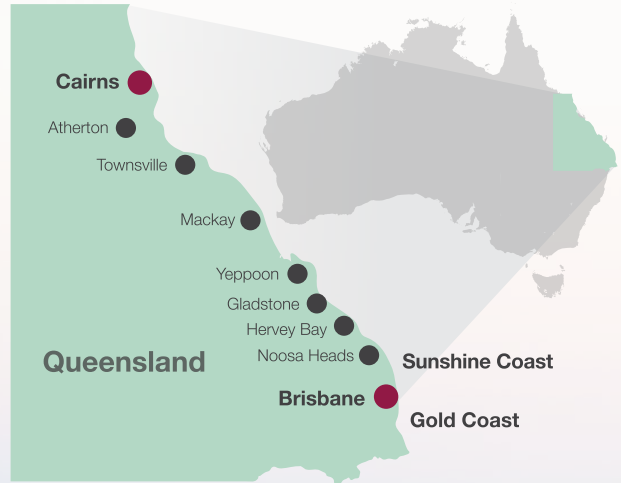 Cairns
Atherton
Townsville
Mackay
Yeppoon
Gladstone
Hervey Bay
Noosa Heads
Sunshine Coast
Queensland
Brisbane
Gold Coast